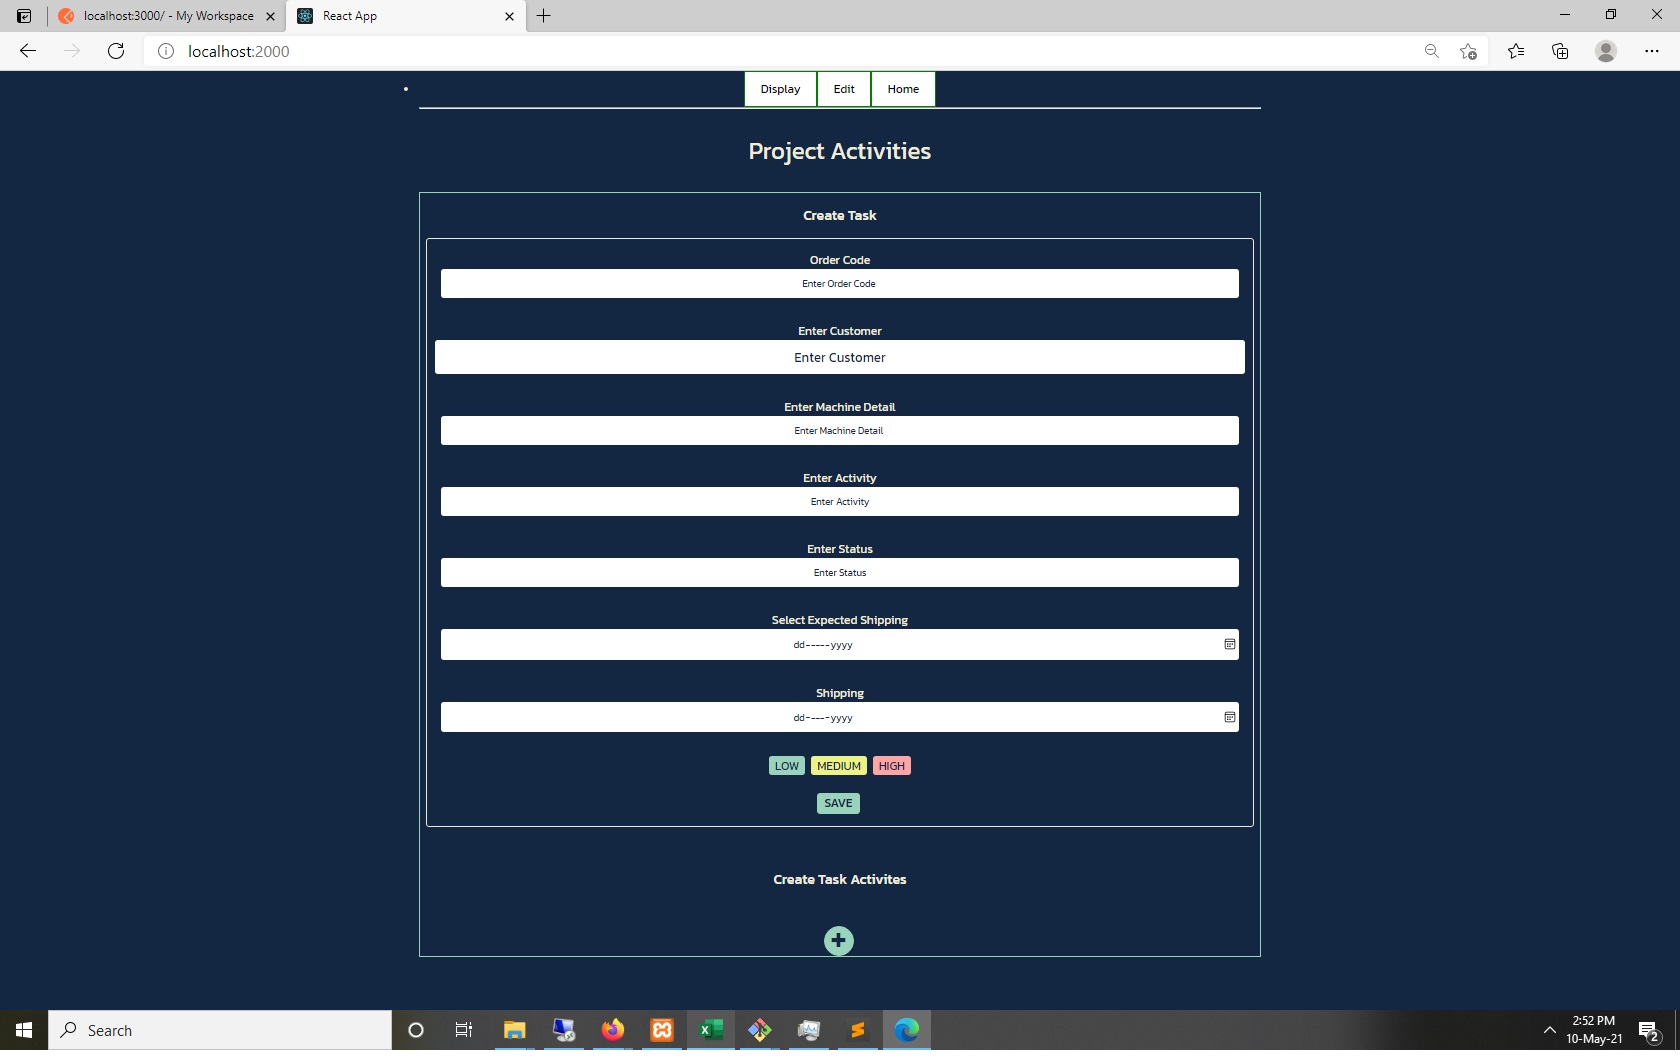 localhost:3000/ - My Workspace
React App
localhost:2000
Display Edit Home
Project Activities
Create Task
Order Code
Enter Order Code
Enter Customer
Enter Customer
Enter Machine Detail
Enter Machine Detail
Enter Activity
Enter Activity
Enter Status
Enter Status
Select Expected Shipping
dd-----yyyy
Shipping
dd-----yyyy
LOW MEDIUM HIGH
SAVE
Create Task Activites
Search
2:52 PM
10-May-21
2